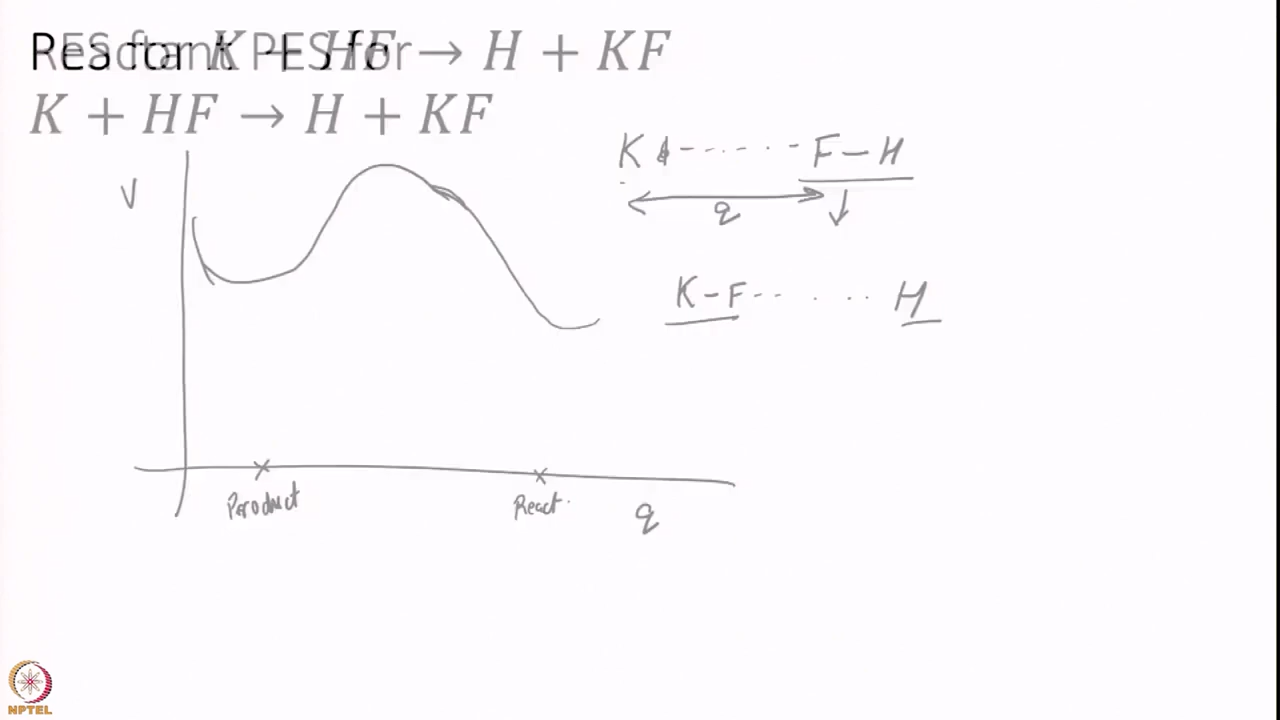 K + HF → H + KF
K + HF → H + KF
V
K ........ F - H
q
K - F - - . . . . . H
Product
React.
q
NPTEL